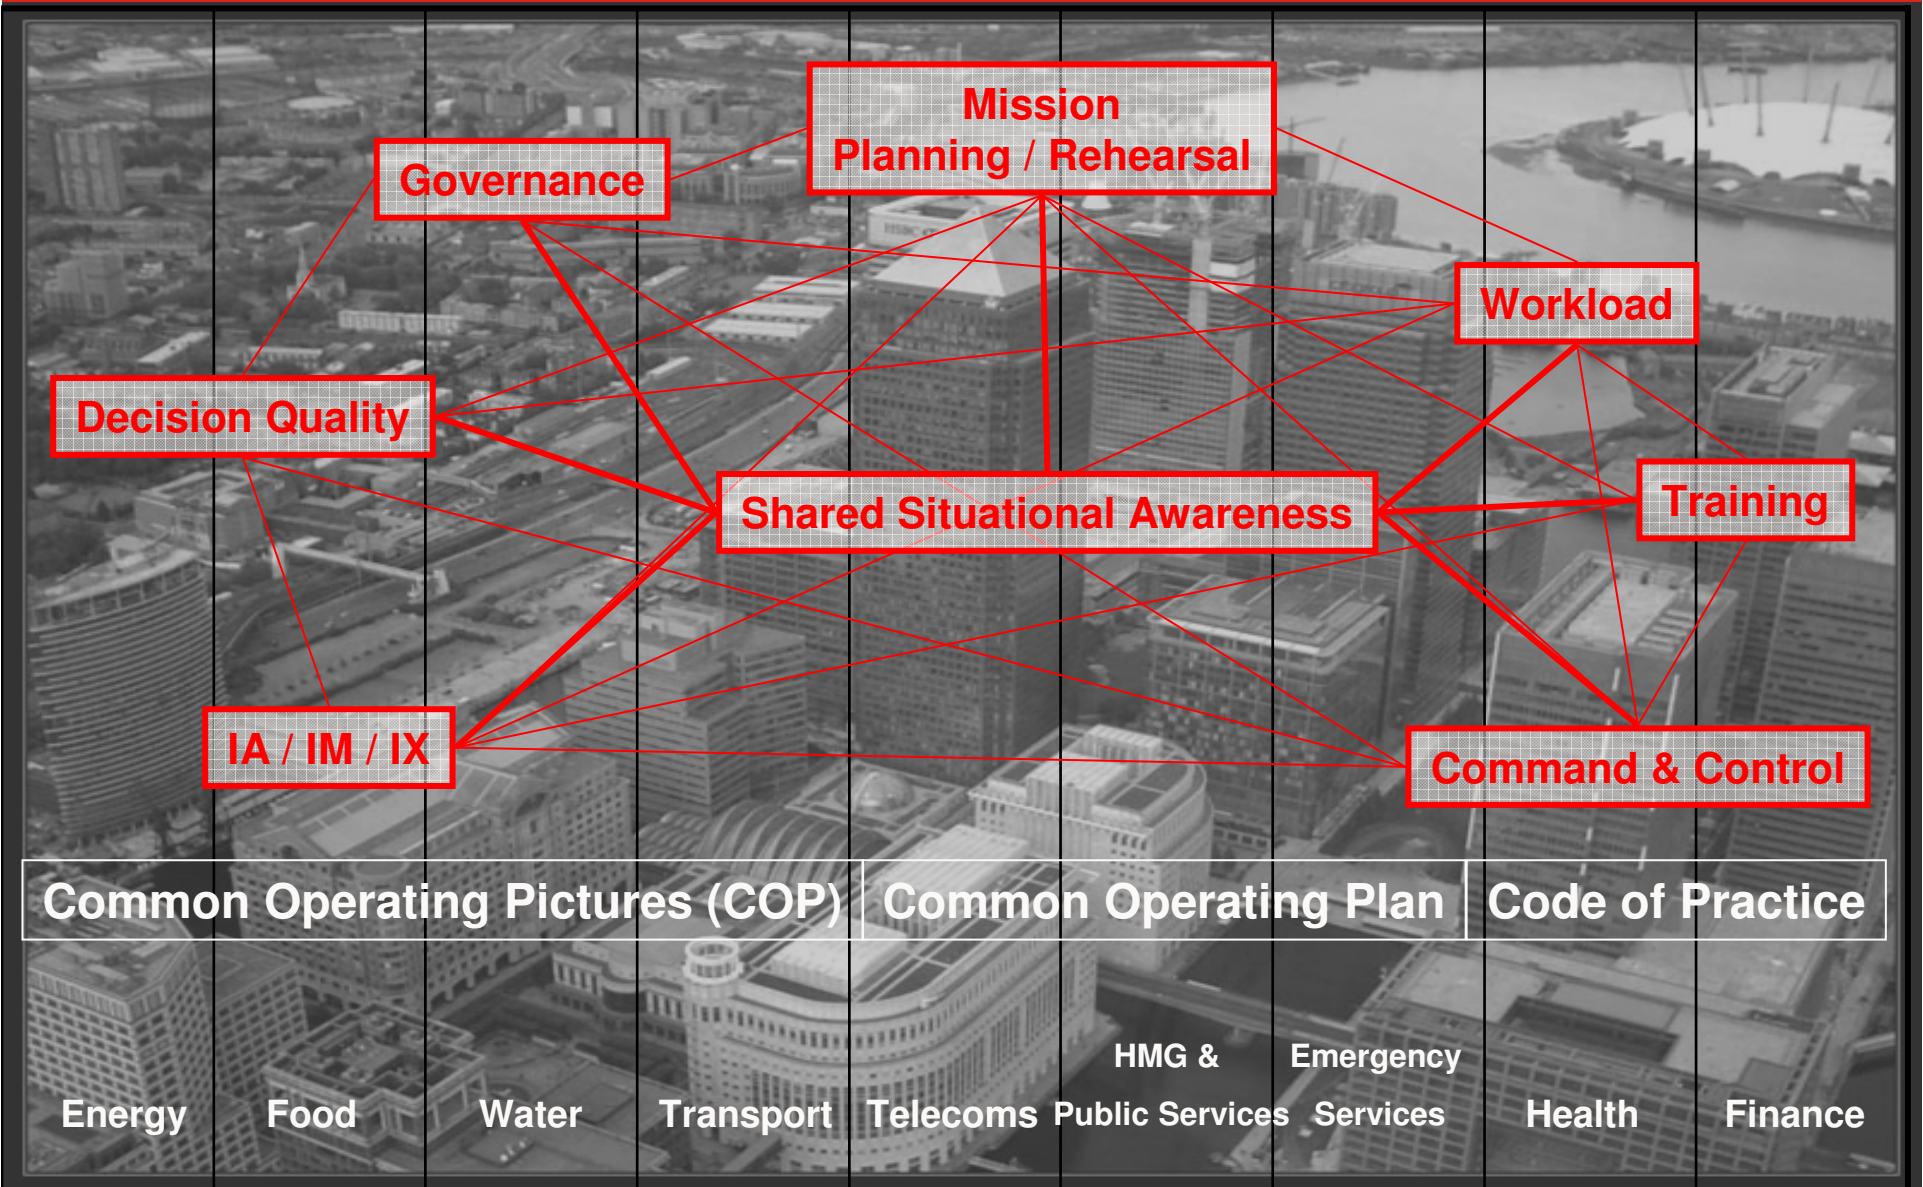 Mission
Planning / Rehearsal
Governance
Workload
Decision Quality
Shared Situational Awareness
Training
IA / IM / IX
Command & Control
Common Operating Pictures (COP)
Common Operating Plan
Code of Practice
Energy
Food
Water
Transport
Telecoms
HMG &
Public Services
Emergency
Services
Health
Finance
HSBC